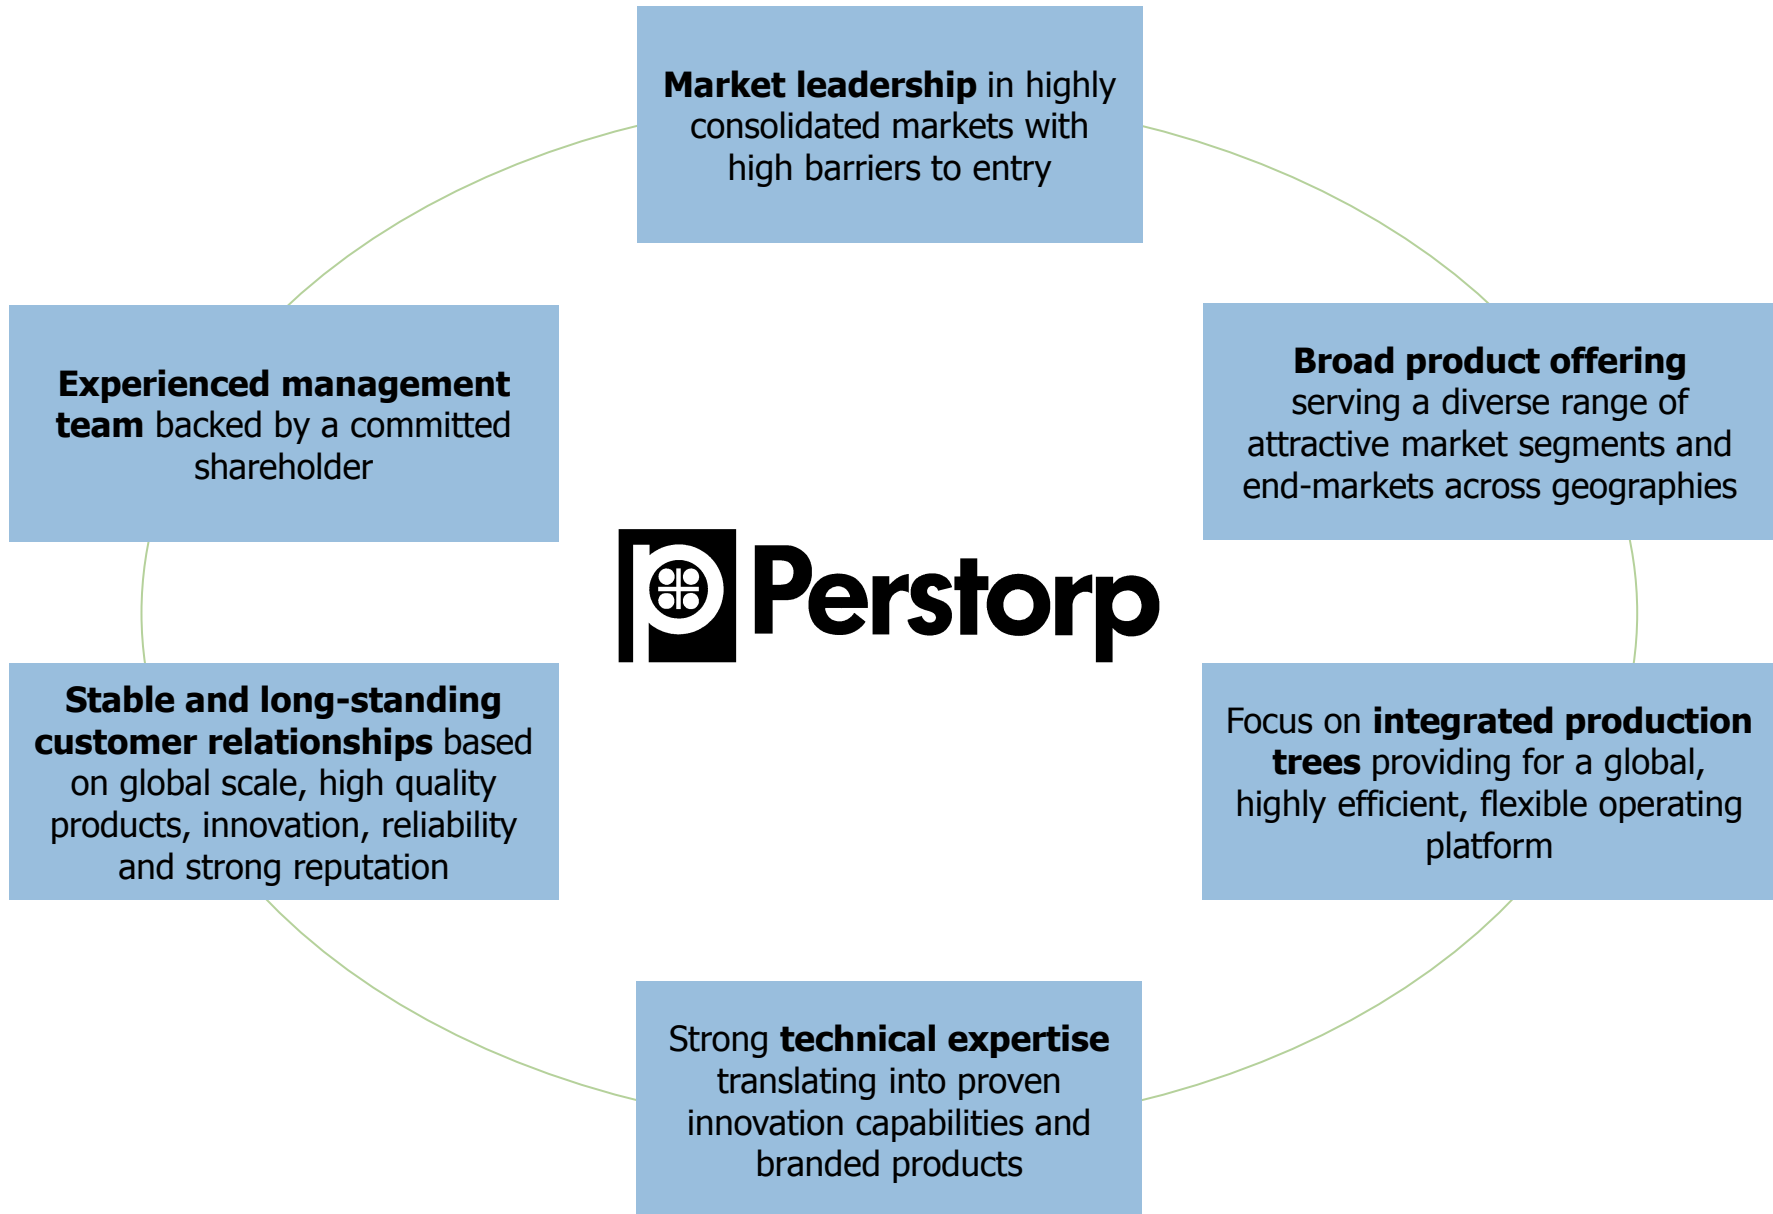 Market leadership in highly
consolidated markets with
high barriers to entry
Experienced management
team backed by a committed
shareholder
Broad product offering
serving a diverse range of
attractive market segments and
end-markets across geographies
Perstorp
Stable and long-standing
customer relationships based
on global scale, high quality
products, innovation, reliability
and strong reputation
Focus on integrated production
trees providing for a global,
highly efficient, flexible operating
platform
Strong technical expertise
translating into proven
innovation capabilities and
branded products